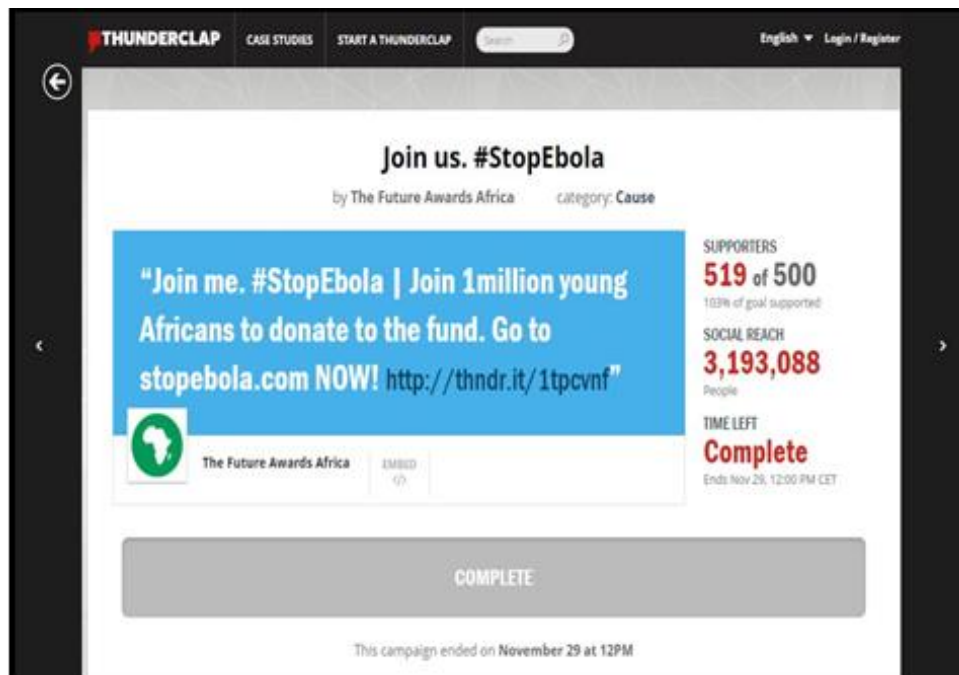 THUNDERCLAP CASE STUDIES START A THUNDERCLAP Search English Login / Register
Join us. #StopEbola
by The Future Awards Africa category: Cause
“Join me. #StopEbola | Join 1million young
Africans to donate to the fund. Go to
stopebola.com NOW! http://thndr.it/1tpcvnf”
The Future Awards Africa
EMBED
</>
SUPPORTERS
519 of 500
103% of goal supported
SOCIAL REACH
3,193,088
People
TIME LEFT
Complete
Ends Nov 29, 12:00 PM CET
COMPLETE
This campaign ended on November 29 at 12PM